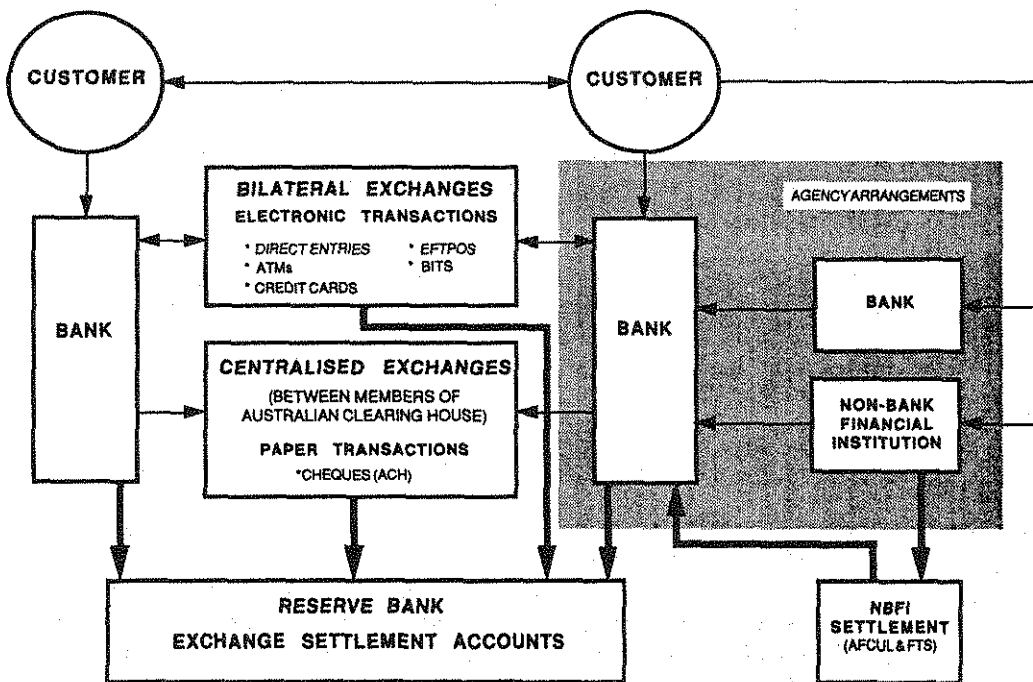 CUSTOMER
CUSTOMER
BILATERAL EXCHANGES
ELECTRONIC TRANSACTIONS
* DIRECT ENTRIES
* EFTPOS
* ATMs
* BITS
* CREDIT CARDS
AGENCY ARRANGEMENTS
BANK
BANK
BANK
CENTRALISED EXCHANGES
(BETWEEN MEMBERS OF
AUSTRALIAN CLEARING HOUSE)
PAPER TRANSACTIONS
*CHEQUES (ACH)
NON-BANK
FINANCIAL
INSTITUTION
RESERVE BANK
EXCHANGE SETTLEMENT ACCOUNTS
NBFI
SETTLEMENT
(AFCUL & FTS)